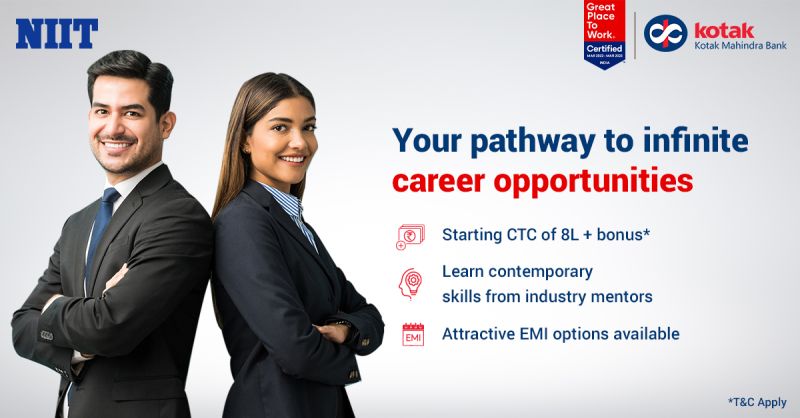 NIIT
Great
Place
To
Work.
Certified
INDIA
kotak
Kotak Mahindra Bank
Your pathway to infinite
career opportunities
Starting CTC of 8L + bonus*
Learn contemporary
skills from industry mentors
EMI
Attractive EMI options available
*T&C Apply